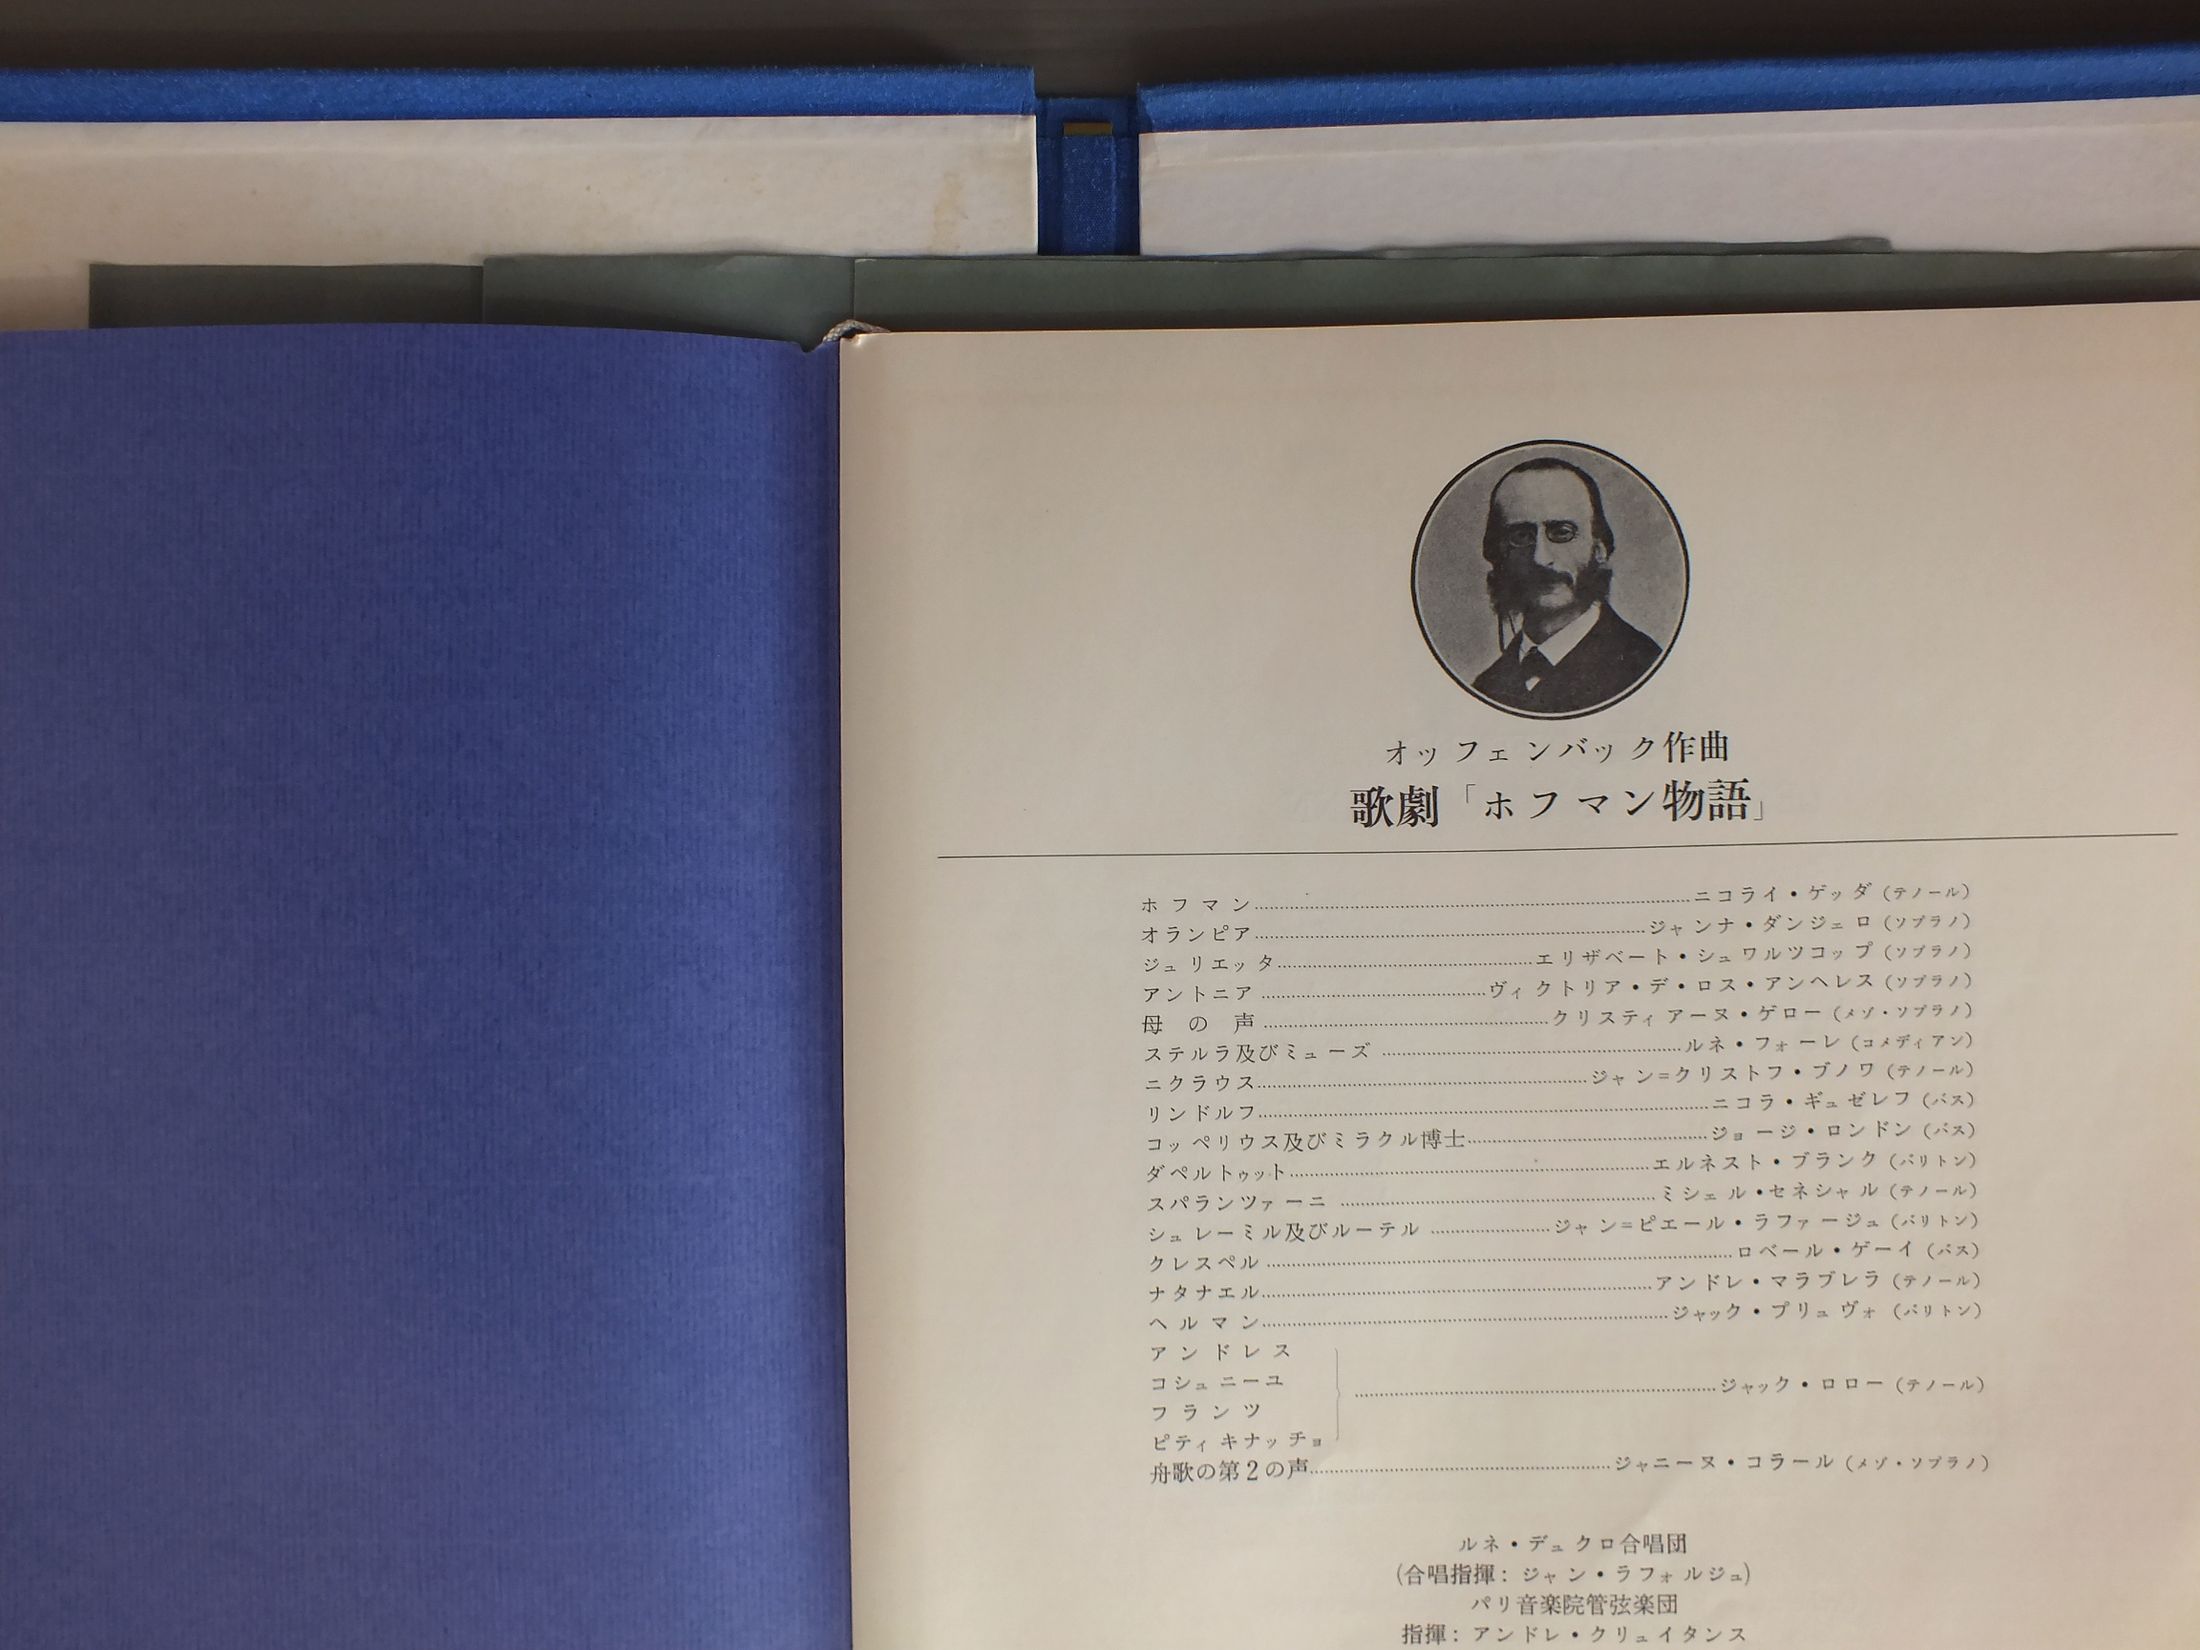 オッフェンバック作曲
歌劇「ホフマン物語」
ホフマン……ニコライ・ゲッダ(テノール)
オランピア……ジャンナ・ダンジェロ(ソプラノ)
ジュリエッタ……エリザベート・シュワルツコップ(ソプラノ)
アントニア……ヴィクトリア・デ・ロス・アンヘレス(ソプラノ)
母の声……クリスティアーヌ・ゲロー(メゾ・ソプラノ)
ステルラ及びミューズ……ルネ・フォーレ(コメディアン)
ニクラウス……ジャン=クリストフ・ブノワ(テノール)
リンドルフ……ニコラ・ギュゼレフ(バス)
コッペリウス及びミラクル博士……ジョージ・ロンドン(バス)
ダペルトゥット……エルネスト・ブランク(バリトン)
スパランツァーニ……ミシェル・セネシャル(テノール)
シュレーミル及びルーテル……ジャン=ピエール・ラファージュ(バリトン)
クレスペル……ロベール・ゲーイ(バス)
ナタナエル……アンドレ・マラブレラ(テノール)
ヘルマン……ジャック・プリュヴォ(バリトン)
アンドレス
コシュニーユ
フランツ
ピティキナッチョ
……ジャック・ロロー(テノール)
舟歌の第2の声……ジャニーヌ・コラール(メゾ・ソプラノ)
ルネ・デュクロ合唱団
(合唱指揮: ジャン・ラフォルジュ)
パリ音楽院管弦楽団
指揮: アンドレ・クリュイタンス